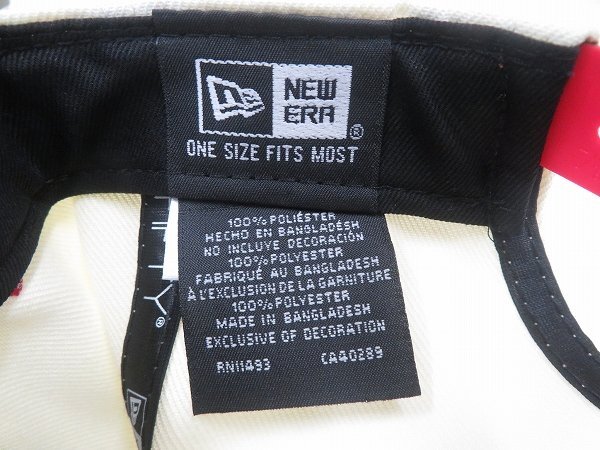 NEW
ERA®
ONE SIZE FITS MOST
100% POLIÉSTER
HECHO EN BANGLADÉSH
NO INCLUYE DECORACIÓN
100% POLYESTER
FABRIQUÉ AU BANGLADESH
À L'EXCLUSION DE LA GARNITURE
100% POLYESTER
MADE IN BANGLADESH
EXCLUSIVE OF DECORATION
RN11493 CA40289